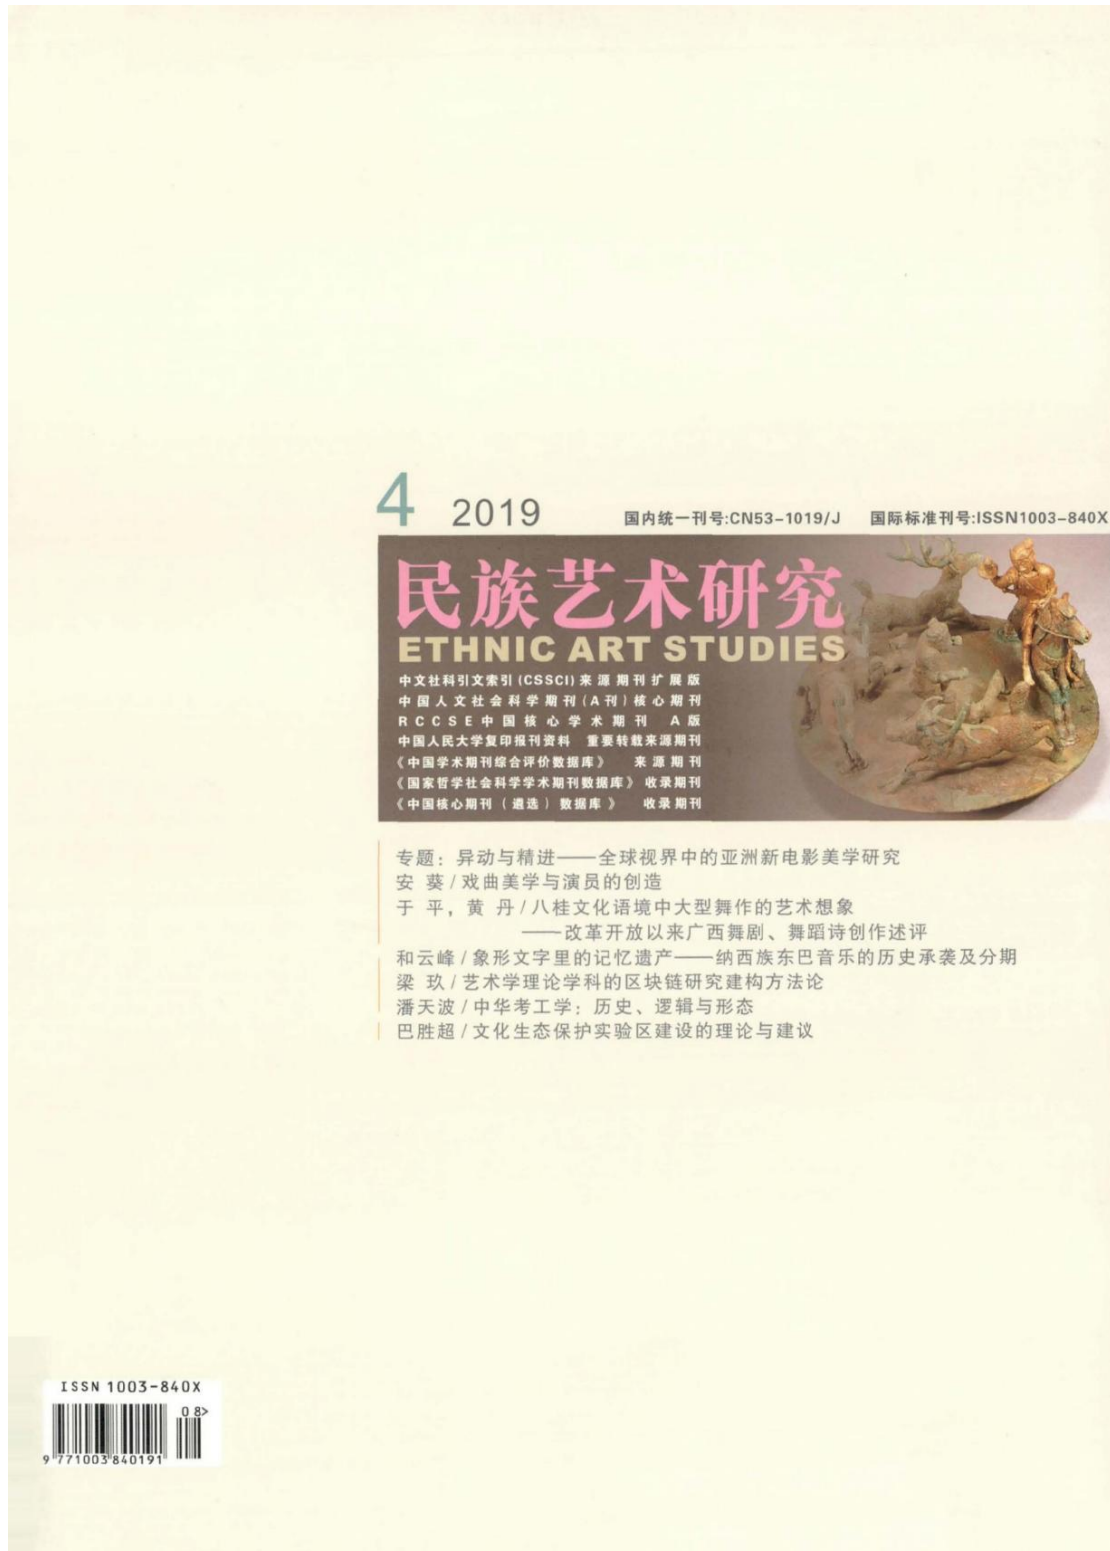 4 2019 国内统一刊号:CN53-1019/J 国际标准刊号:ISSN1003-840X
民族艺术研究
ETHNIC ART STUDIES
中文社科引文索引(CSSCI)来源期刊扩展版
中国人文社会科学期刊(A刊)核心期刊
RCCSE中国核心学术期刊 A版
中国人民大学复印报刊资料 重要转载来源期刊
《中国学术期刊综合评价数据库》 来源期刊
《国家哲学社会科学学术期刊数据库》收录期刊
《中国核心期刊(遴选)数据库》 收录期刊
专题：异动与精进——全球视界中的亚洲新电影美学研究
安 葵/戏曲美学与演员的创造
于 平，黄 丹/八桂文化语境中大型舞作的艺术想象
——改革开放以来广西舞剧、舞蹈诗创作述评
和云峰/象形文字里的记忆遗产——纳西族东巴音乐的历史承袭及分期
梁 玖/艺术学理论学科的区块链研究建构方法论
潘天波/中华考工学：历史、逻辑与形态
巴胜超/文化生态保护实验区建设的理论与建议
ISSN 1003-840X
08>
9 771003 840191